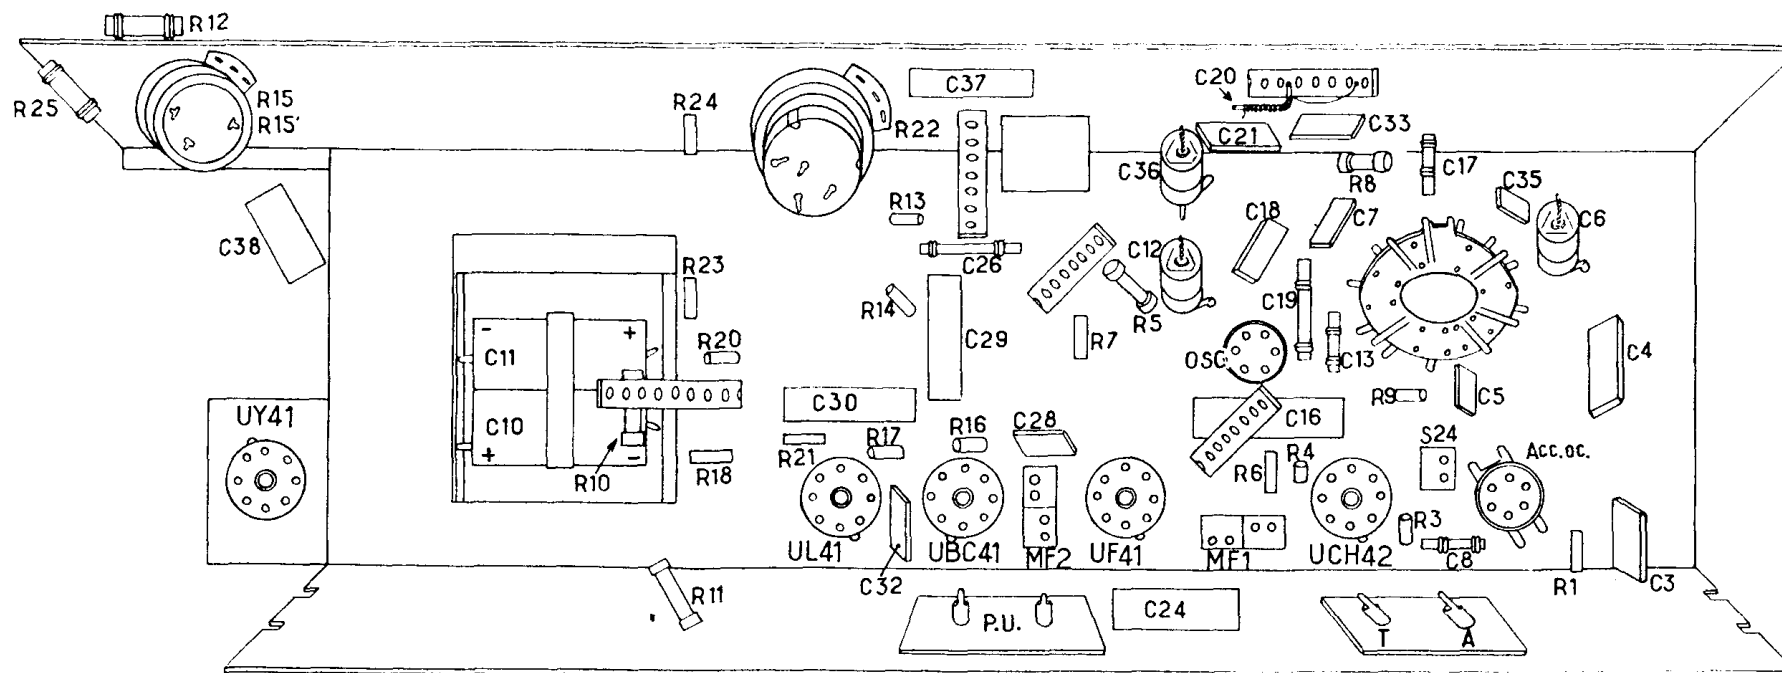 R12
R25
R15
R15'
R24
R22
C37
C20
C21
C33
C36
R8
C17
C35
C6
C38
R13
C26
C18
C7
C12
R23
R14
C29
R5
R7
C19
C13
OSC
C4
C11
-
+
R20
C10
+
-
R10
C30
R21
R17
R16
C28
C16
R9
C5
UY41
R18
R6
R4
S24
Acc.oc.
UL41
C32
UBC41
MF2
UF41
MF1
UCH42
R3
C8
R1
C3
R11
P.U.
C24
T
A